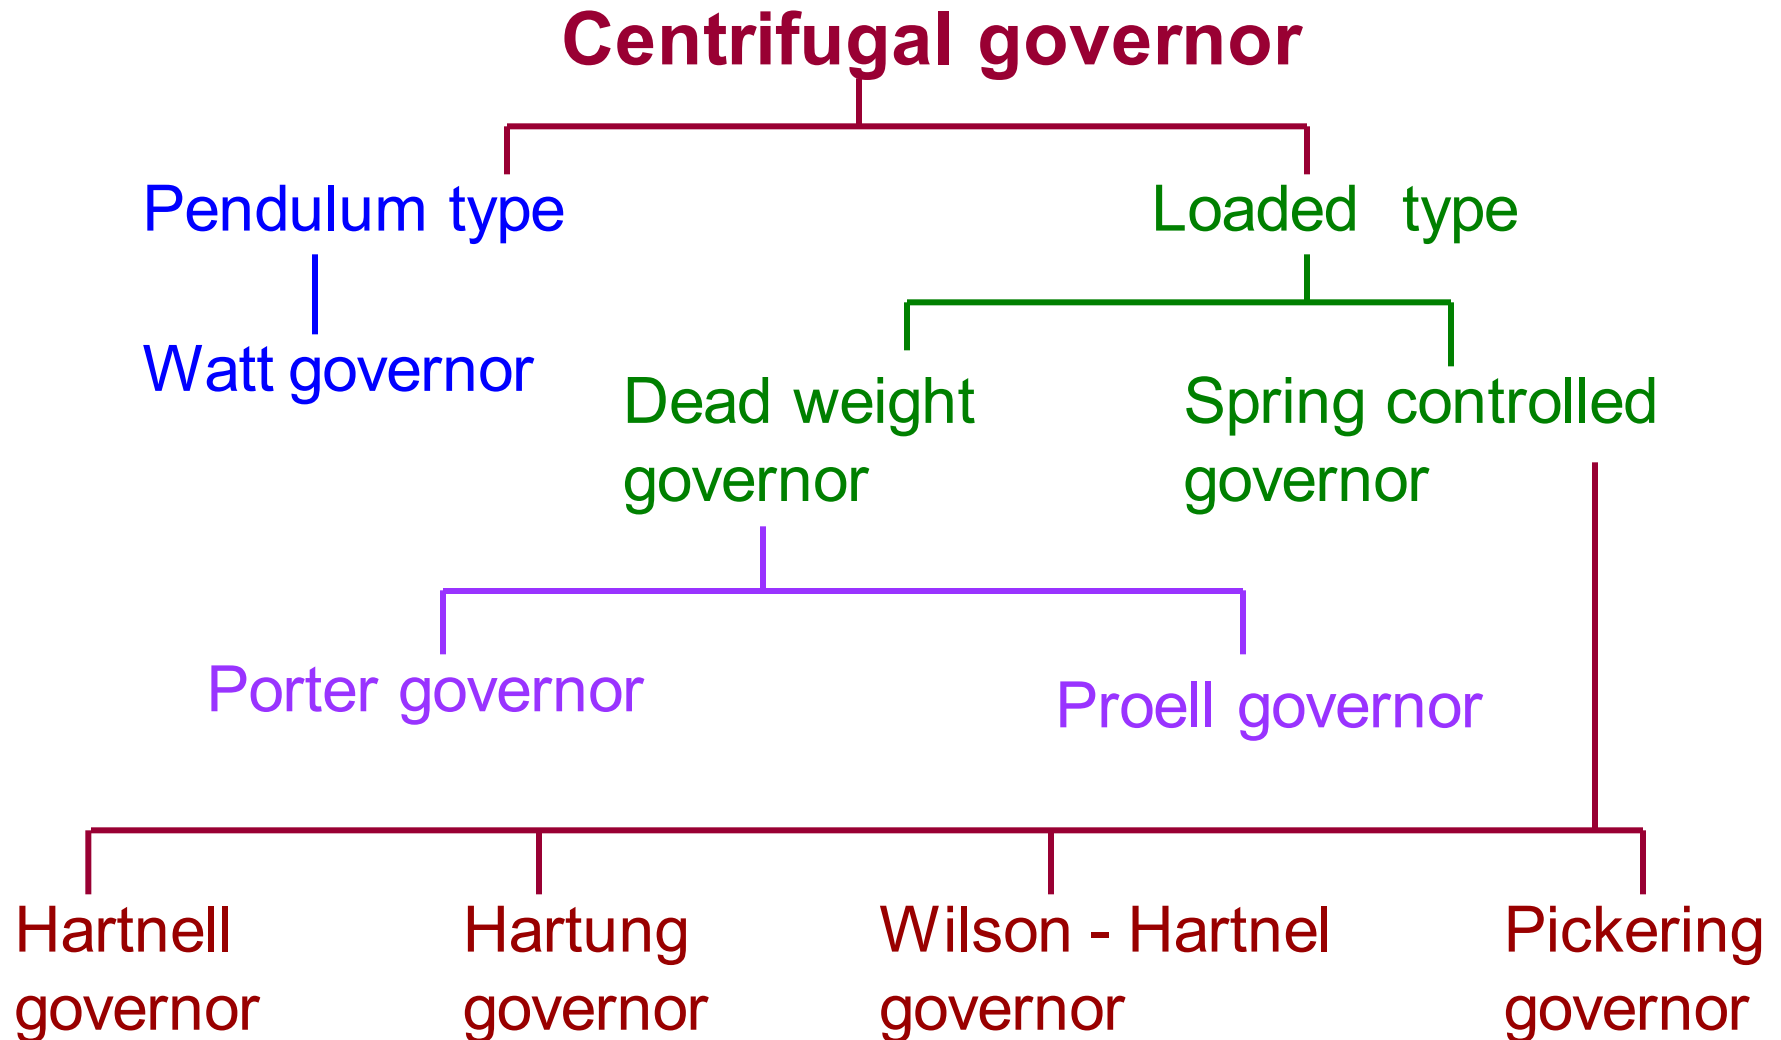 Centrifugal governor
Pendulum type
Loaded type
Watt governor
Dead weight
governor
Spring controlled
governor
Porter governor
Proell governor
Hartnell
governor
Hartung
governor
Wilson - Hartnel
governor
Pickering
governor